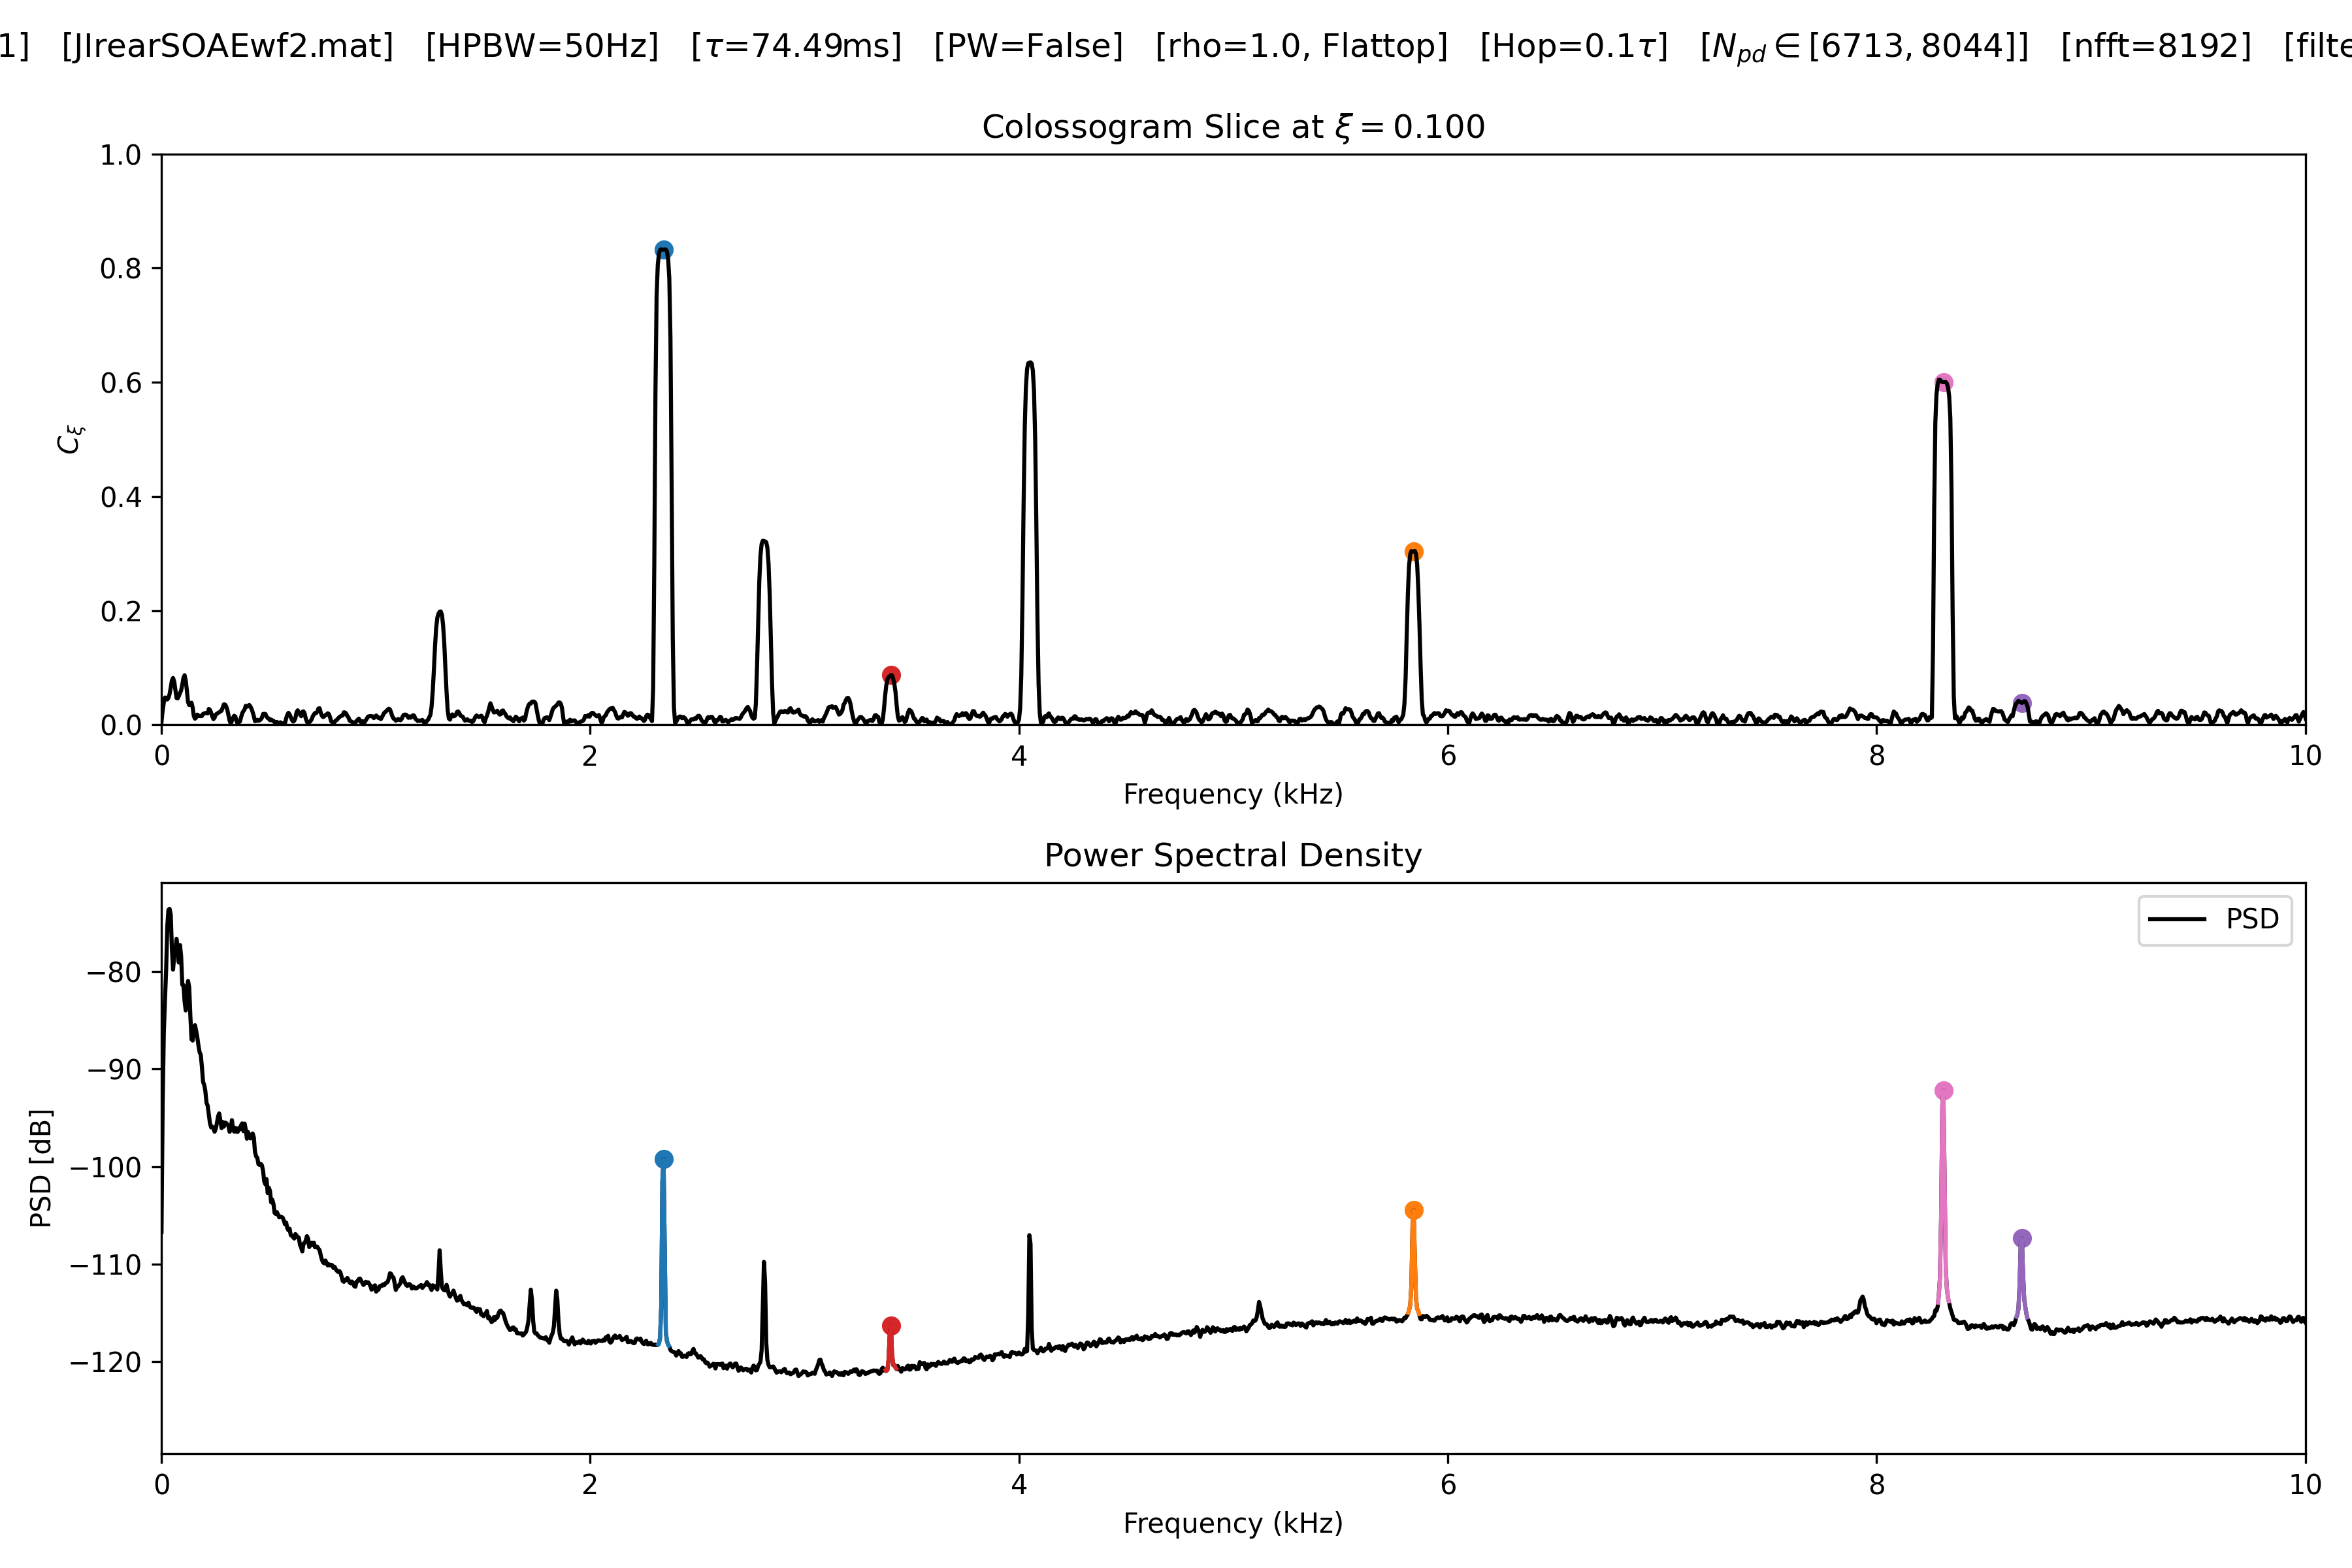 1] [JIrearSOAEwf2.mat] [HPBW=50Hz] [τ=74.49ms] [PW=False] [rho=1.0, Flattop] [Hop=0.1τ] [N_pd ∈ [6713, 8044]] [nfft=8192] [filte
Colossogram Slice at ξ = 0.100
1.0
0.8
0.6
0.4
0.2
0.0
C_ξ
0 2 4 6 8 10
Frequency (kHz)
Power Spectral Density
PSD
−80
−90
−100
−110
−120
PSD [dB]
0 2 4 6 8 10
Frequency (kHz)